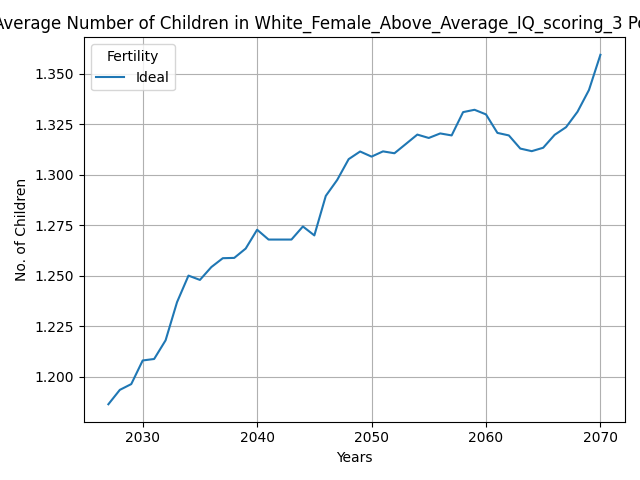 Average Number of Children in White_Female_Above_Average_IQ_scoring_3
Fertility
Ideal
No. of Children
1.350
1.325
1.300
1.275
1.250
1.225
1.200
2030 2040 2050 2060 2070
Years